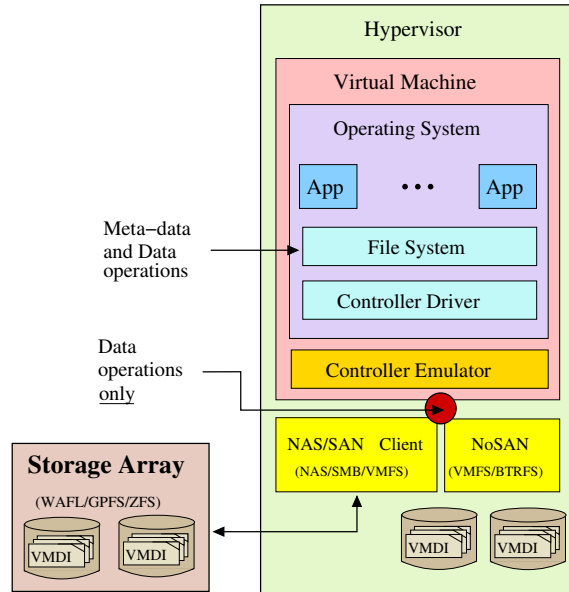 Hypervisor
Virtual Machine
Operating System
App
• • •
App
Meta-data
and Data
operations
File System
Controller Driver
Data
operations
only
Controller Emulator
NAS/SAN Client
(NAS/SMB/VMFS)
NoSAN
(VMFS/BTRFS)
Storage Array
(WAFL/GPFS/ZFS)
VMDI
VMDI
VMDI
VMDI